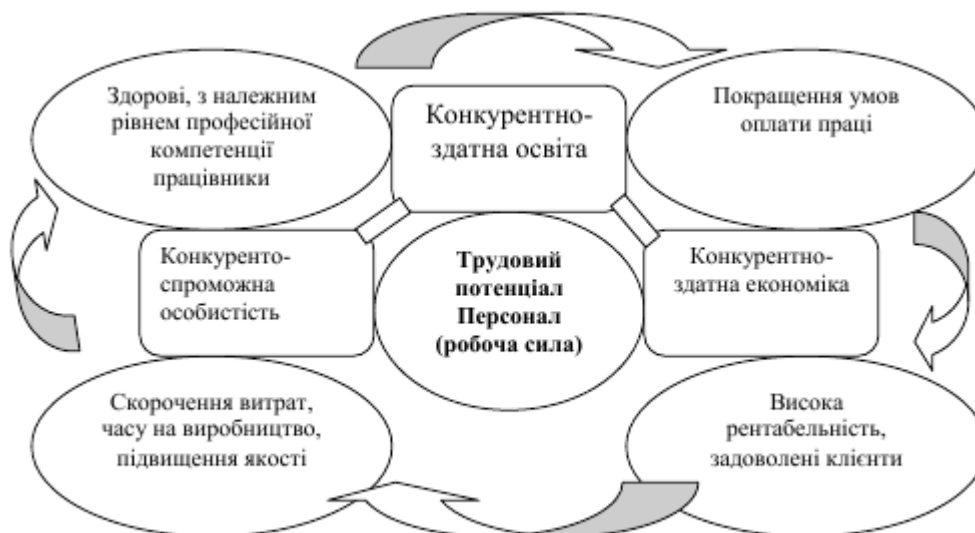 Здорові, з належним
рівнем професійної
компетенції
працівники
Конкурентно-
здатна освіта
Покращення умов
оплати праці
Конкуренто-
спроможна
особистість
Трудовий
потенціал
Персонал
(робоча сила)
Конкурентно-
здатна економіка
Скорочення витрат,
часу на виробництво,
підвищення якості
Висока
рентабельність,
задоволені клієнти